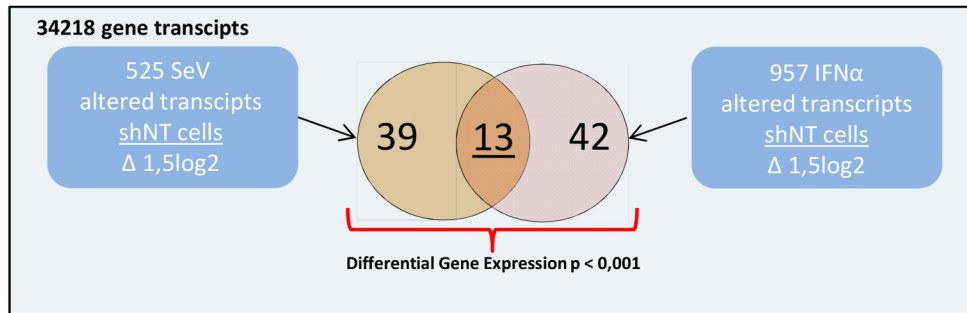 34218 gene transcipts
525 SeV
altered transcipts
shNT cells
Δ 1,5log2
39
13
42
957 IFNα
altered transcripts
shNT cells
Δ 1,5log2
Differential Gene Expression p < 0,001